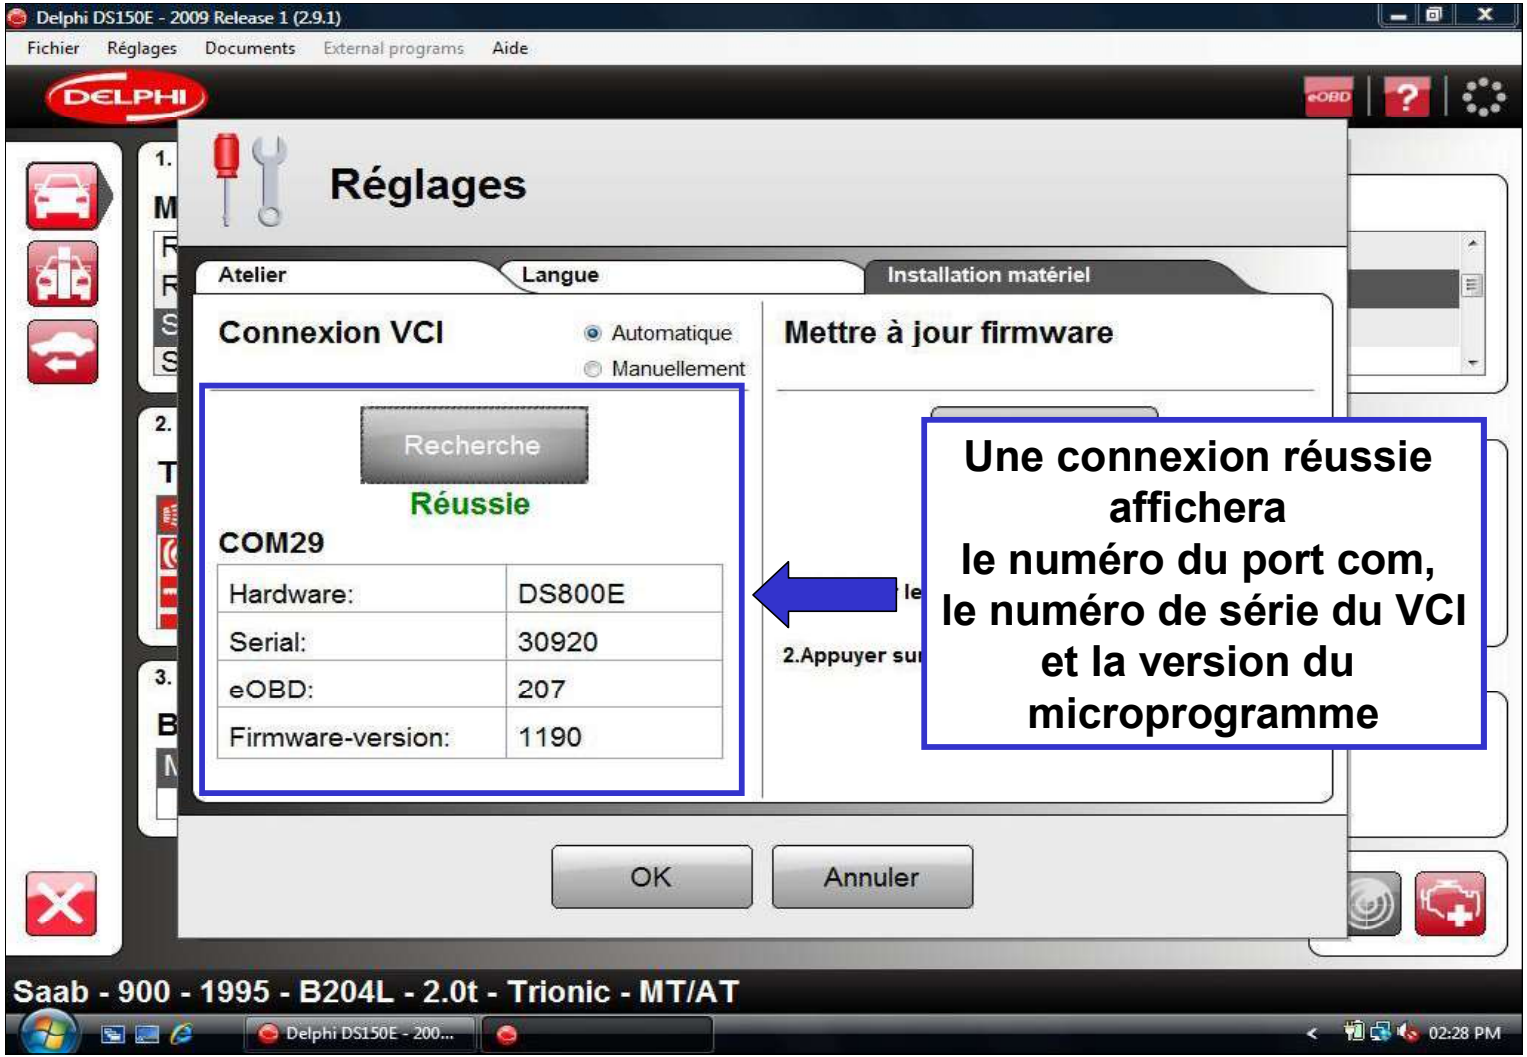 Delphi DS150E - 2009 Release 1 (2.9.1)
Fichier Réglages Documents External programs Aide
DELPHI
eOBD
?
1.
M
R
R
S
S
Réglages
Atelier
Langue
Installation matériel
Connexion VCI
Automatique
Manuellement
Mettre à jour firmware
Recherche
Réussie
COM29
Hardware: DS800E
Serial: 30920
eOBD: 207
Firmware-version: 1190
2.
T
3.
B
le
2.Appuyer sur
Une connexion réussie
affichera
le numéro du port com,
le numéro de série du VCI
et la version du
microprogramme
OK
Annuler
Saab - 900 - 1995 - B204L - 2.0t - Trionic - MT/AT
Delphi DS150E - 200...
02:28 PM